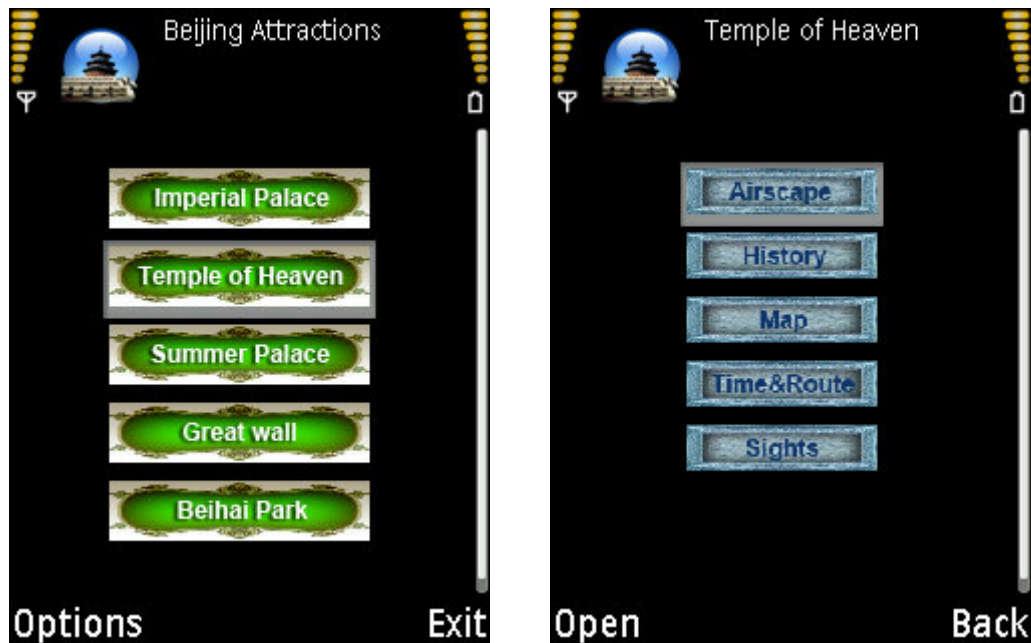 Beijing Attractions
Imperial Palace
Temple of Heaven
Summer Palace
Great wall
Beihai Park
Options Exit
Temple of Heaven
Airscape
History
Map
Time&Route
Sights
Open Back